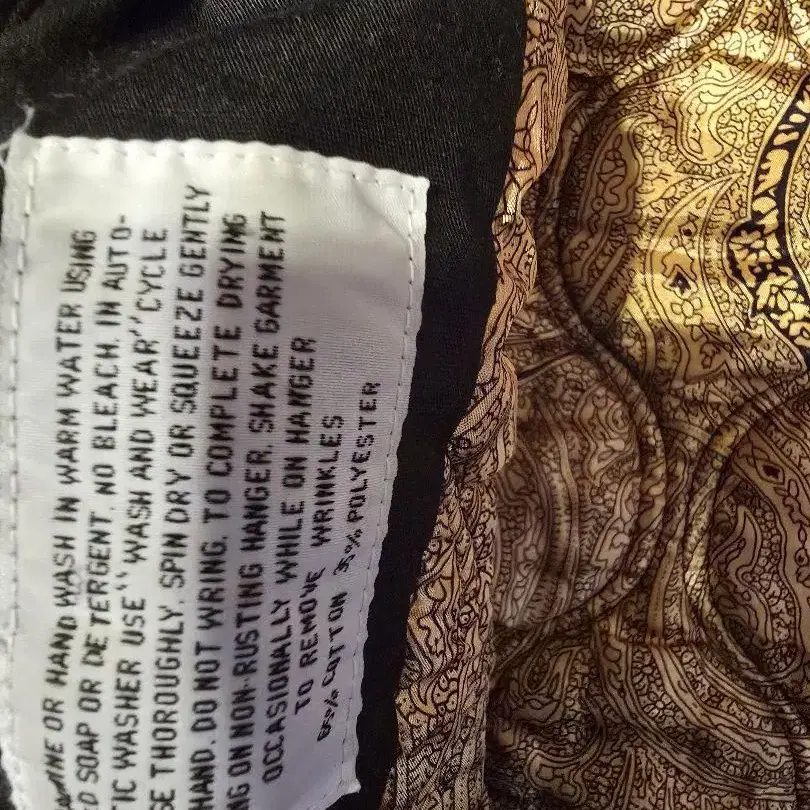 INE OR HAND WASH IN WARM WATER USING
D SOAP OR DETERGENT. NO BLEACH. IN AUTO-
TIC WASHER USE "WASH AND WEAR" CYCLE
SE THOROUGHLY, SPIN DRY OR SQUEEZE GENTLY
HAND. DO NOT WRING. TO COMPLETE DRYING
NG ON NON-RUSTING HANGER, SHAKE GARMENT
OCCASIONALLY WHILE ON HANGER
TO REMOVE WRINKLES
65% COTTON 35% POLYESTER